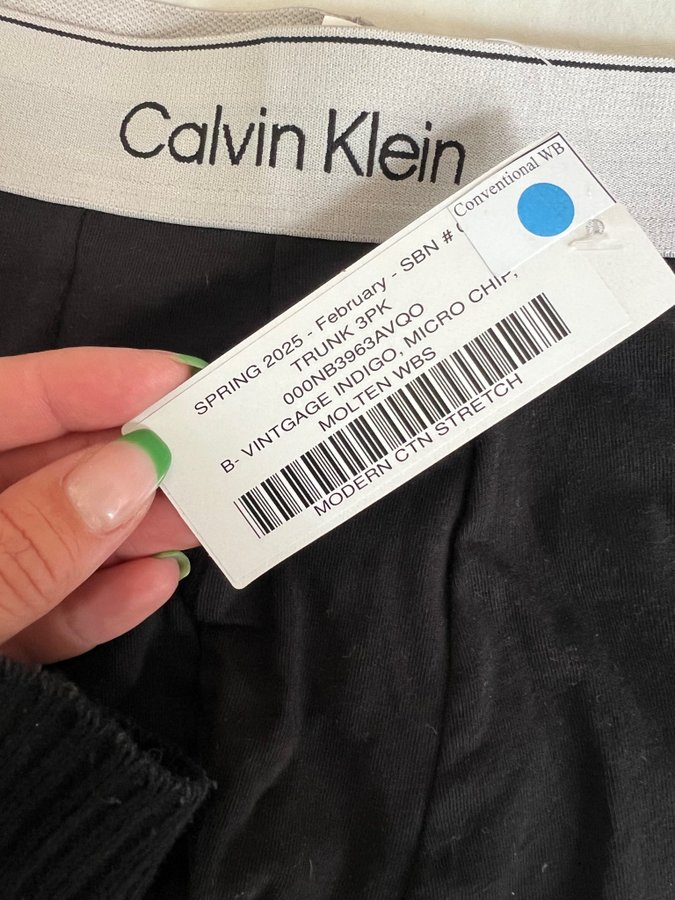 Calvin Klein
Conventional WB
SPRING 2025 - February - SBN #
TRUNK 3PK
000NB3963AVQO
B- VINTGAGE INDIGO, MICRO CHIP,
MOLTEN WBS
MODERN CTN STRETCH